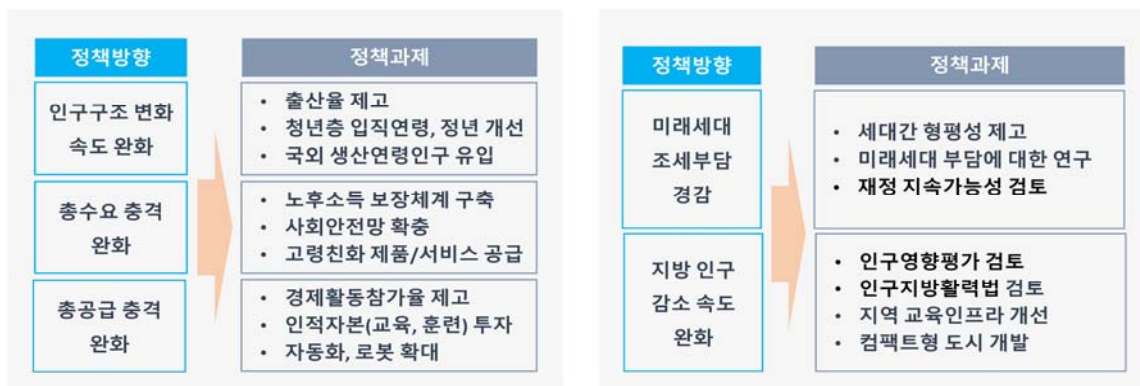 정책방향
정책과제
인구구조 변화
속도 완화
• 출산율 제고
• 청년층 입직연령, 정년 개선
• 국외 생산연령인구 유입
총수요 충격
완화
• 노후소득 보장체계 구축
• 사회안전망 확충
• 고령친화 제품/서비스 공급
총공급 충격
완화
• 경제활동참가율 제고
• 인적자본(교육, 훈련) 투자
• 자동화, 로봇 확대
정책방향
정책과제
미래세대
조세부담
경감
• 세대간 형평성 제고
• 미래세대 부담에 대한 연구
• 재정 지속가능성 검토
지방 인구
감소 속도
완화
• 인구영향평가 검토
• 인구지방활력법 검토
• 지역 교육인프라 개선
• 컴팩트형 도시 개발